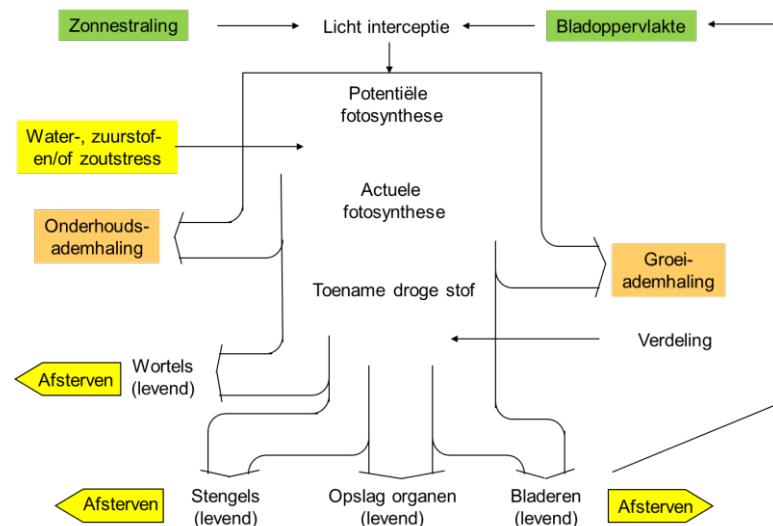 Zonnestraling
Licht interceptie
Bladoppervlakte
Potentiële
fotosynthese
Water-, zuurstof-
en/of zoutstress
Actuele
fotosynthese
Onderhouds-
ademhaling
Groei-
ademhaling
Toename droge stof
Verdeling
Afsterven
Wortels
(levend)
Afsterven
Stengels
(levend)
Opslag organen
(levend)
Bladeren
(levend)
Afsterven